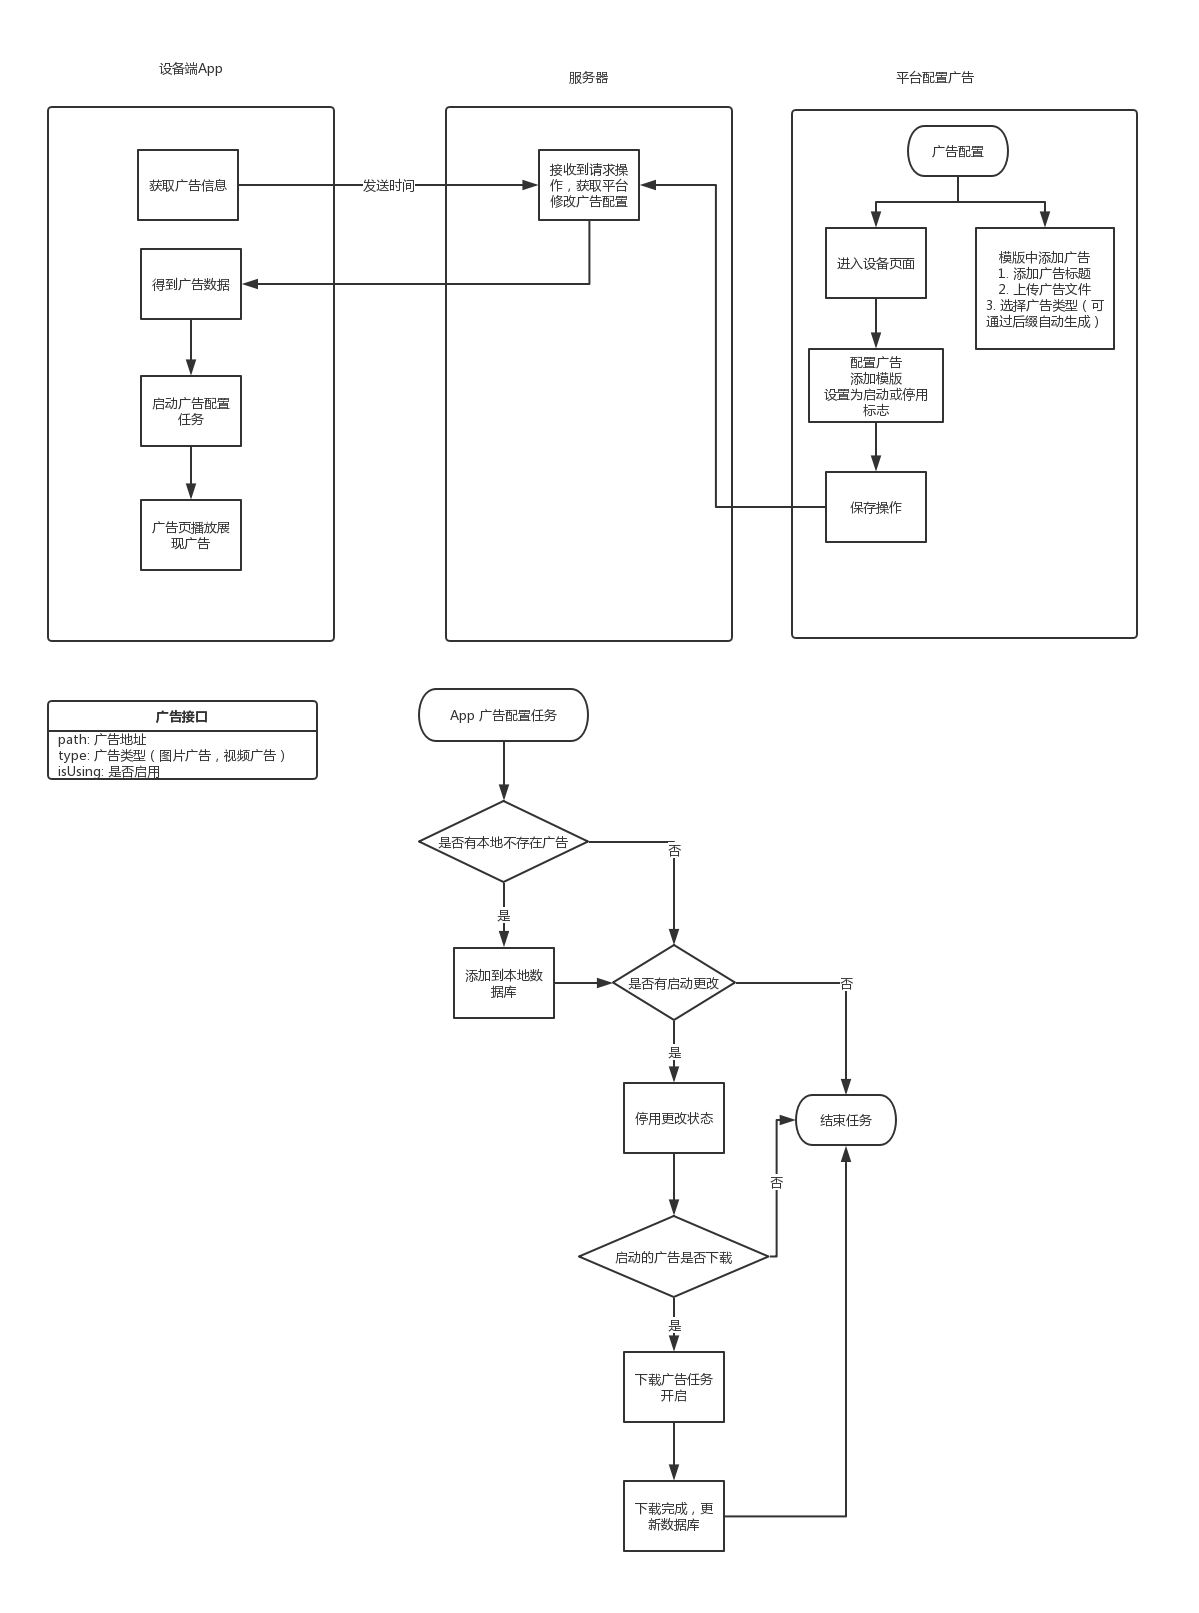 设备端App
服务器
平台配置广告
获取广告信息
发送时间
接收到请求操
作，获取平台
修改广告配置
广告配置
得到广告数据
进入设备页面
模版中添加广告
1. 添加广告标题
2. 上传广告文件
3. 选择广告类型（可
通过后缀自动生成）
启动广告配置
任务
配置广告
添加模版
设置为启动或停用
标志
广告页播放展
现广告
保存操作
广告接口
path: 广告地址
type: 广告类型（图片广告，视频广告）
isUsing: 是否启用
App 广告配置任务
是否有本地不存在广告
否
是
添加到本地数
据库
是否有启动更改
否
是
停用更改状态
结束任务
否
启动的广告是否下载
是
下载广告任务
开启
下载完成，更
新数据库